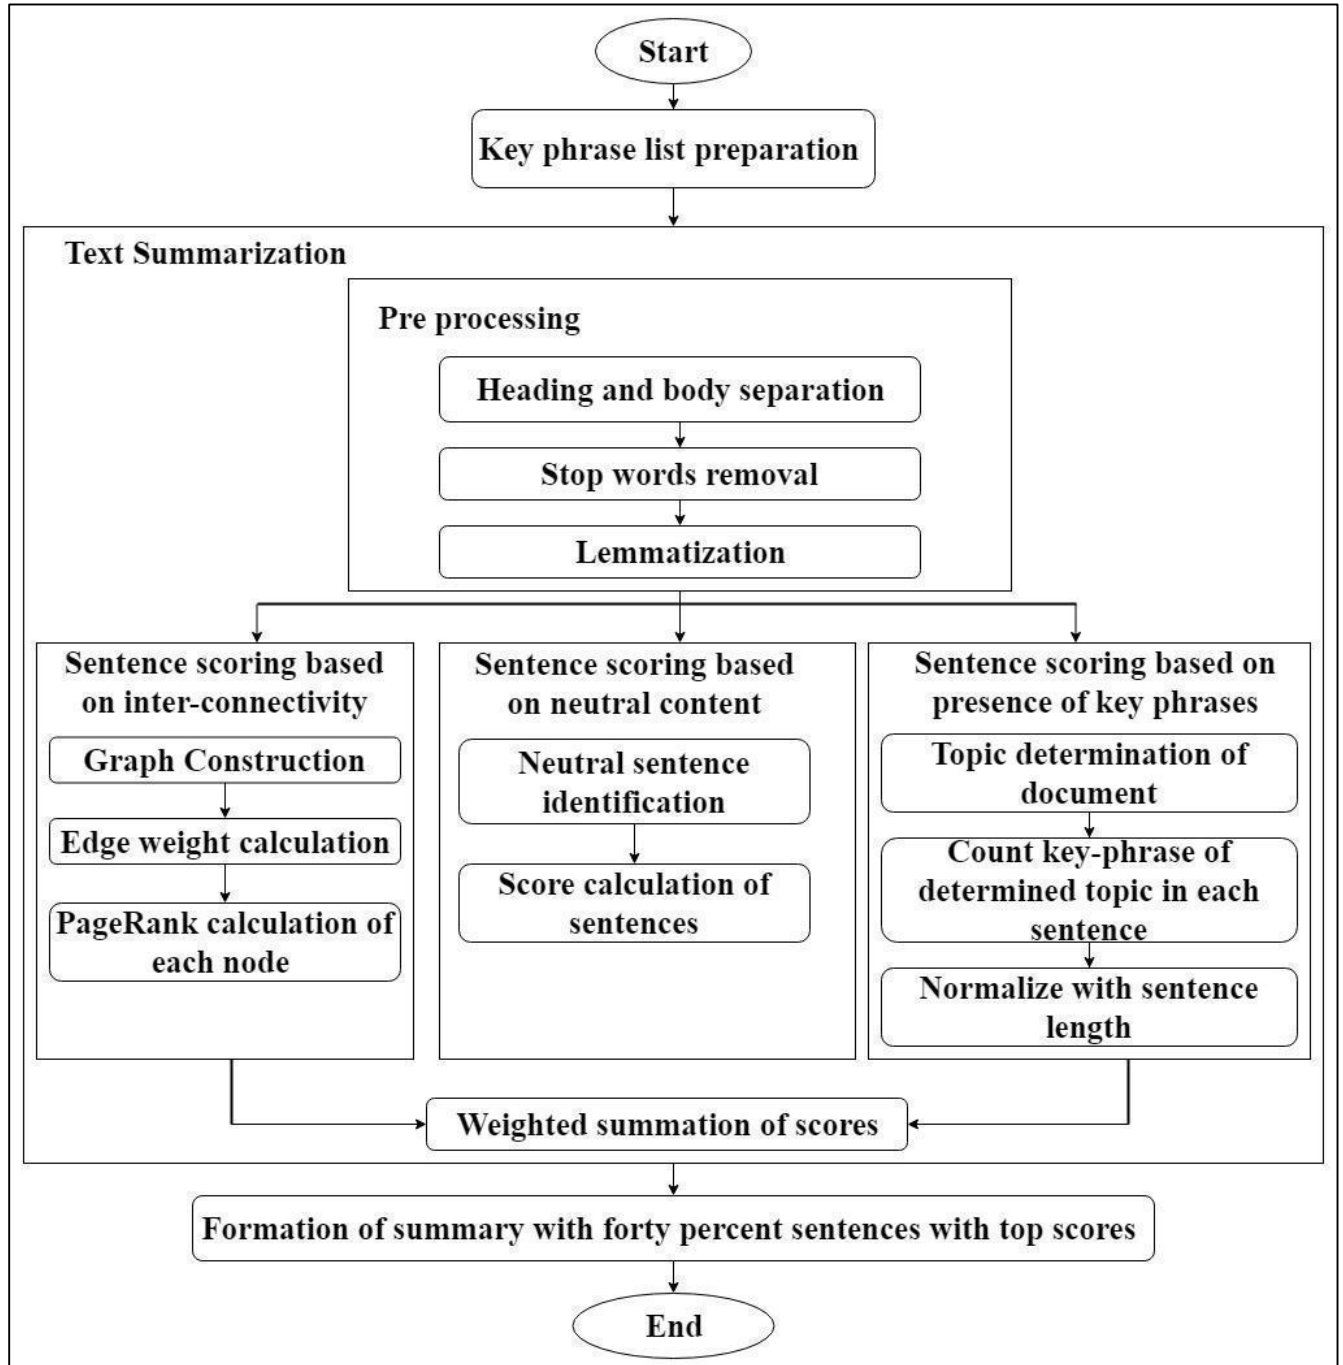 Start
Key phrase list preparation
Text Summarization
Pre processing
Heading and body separation
Stop words removal
Lemmatization
Sentence scoring based
on inter-connectivity
Graph Construction
Edge weight calculation
PageRank calculation of
each node
Sentence scoring based
on neutral content
Neutral sentence
identification
Score calculation of
sentences
Sentence scoring based on
presence of key phrases
Topic determination of
document
Count key-phrase of
determined topic in each
sentence
Normalize with sentence
length
Weighted summation of scores
Formation of summary with forty percent sentences with top scores
End